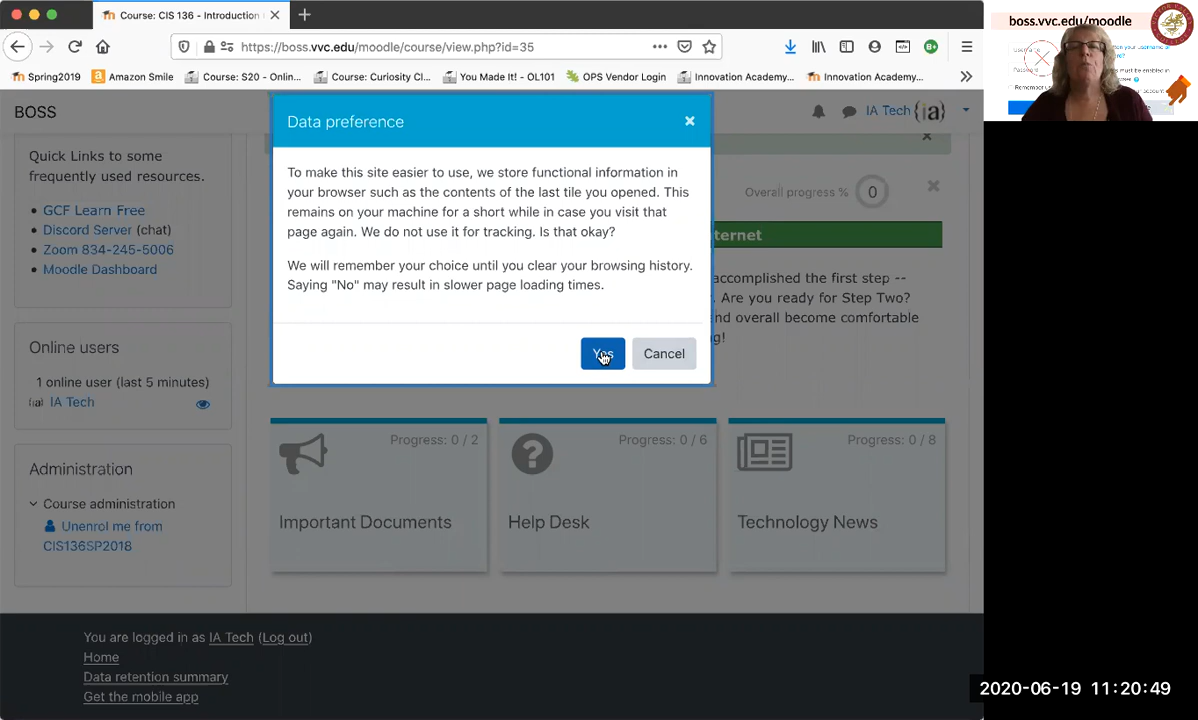 Course: CIS 136 - Introduction
https://boss.vvc.edu/moodle/course/view.php?id=35
Spring2019
Amazon Smile
Course: S20 - Onlin...
Course: Curiosity Cl...
You Made It! - OL101
OPS Vendor Login
Innovation Academy...
Innovation Academy...
BOSS
IA Tech
Data preference
To make this site easier to use, we store functional information in
your browser such as the contents of the last tile you opened. This
remains on your machine for a short while in case you visit that
page again. We do not use it for tracking. Is that okay?
We will remember your choice until you clear your browsing history.
Saying "No" may result in slower page loading times.
Yes
Cancel
Quick Links to some
frequently used resources.
GCF Learn Free
Discord Server (chat)
Zoom 834-245-5006
Moodle Dashboard
Overall progress % 0
ternet
accomplished the first step --
. Are you ready for Step Two?
nd overall become comfortable
g!
Online users
1 online user (last 5 minutes)
IA Tech
Administration
Course administration
Unenrol me from
CIS136SP2018
Progress: 0 / 2
Important Documents
Progress: 0 / 6
Help Desk
Progress: 0 / 8
Technology News
You are logged in as IA Tech (Log out)
Home
Data retention summary
Get the mobile app
boss.vvc.edu/moodle
2020-06-19 11:20:49